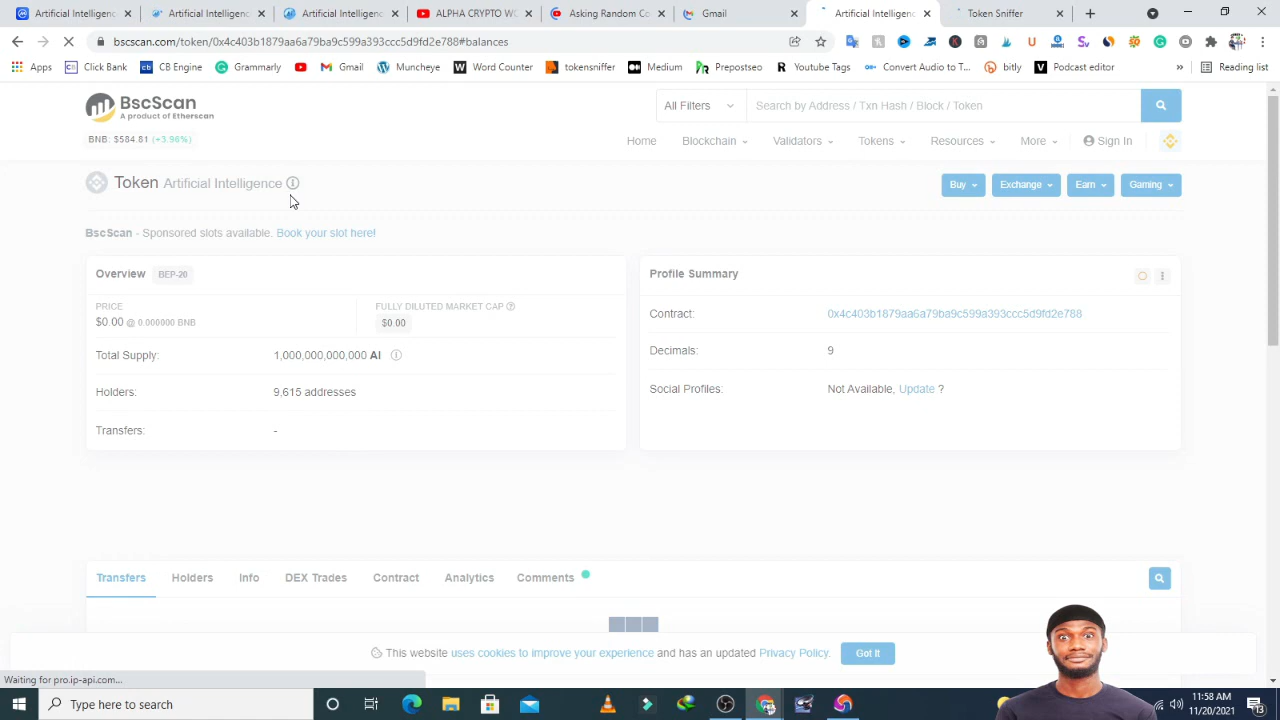 Artificial Intelligence
Artificial Intelligence (
Artificial Intelligence (
ALPHA CRYPTO WO
Asking Random Co
Gmail
Artificial Intelligen
Token Sniffer
bscscan.com/token/0x4c403b1879aa6a79ba9c599a393ccc5d9fd2e788#balances
Apps
Click Bank
CB Engine
Grammarly
Gmail
Muncheye
Word Counter
tokensniffer
Medium
Prepostseo
Youtube Tags
Convert Audio to T...
bitly
Podcast editor
»
Reading list
BscScan
A product of Etherscan
All Filters
Search by Address / Txn Hash / Block / Token
BNB: $584.81 (+3.96%)
Home
Blockchain
Validators
Tokens
Resources
More
Sign In
Token Artificial Intelligence
Buy
Exchange
Earn
Gaming
BscScan - Sponsored slots available. Book your slot here!
Overview BEP-20
PRICE
$0.00 @ 0.000000 BNB
FULLY DILUTED MARKET CAP
$0.00
Total Supply: 1,000,000,000,000 AI
Holders: 9,615 addresses
Transfers: -
Profile Summary
Contract: 0x4c403b1879aa6a79ba9c599a393ccc5d9fd2e788
Decimals: 9
Social Profiles: Not Available, Update ?
Transfers
Holders
Info
DEX Trades
Contract
Analytics
Comments
This website uses cookies to improve your experience and has an updated Privacy Policy.
Got It
Waiting for pro.ip-api.com...
Type here to search
11:58 AM
11/20/2021